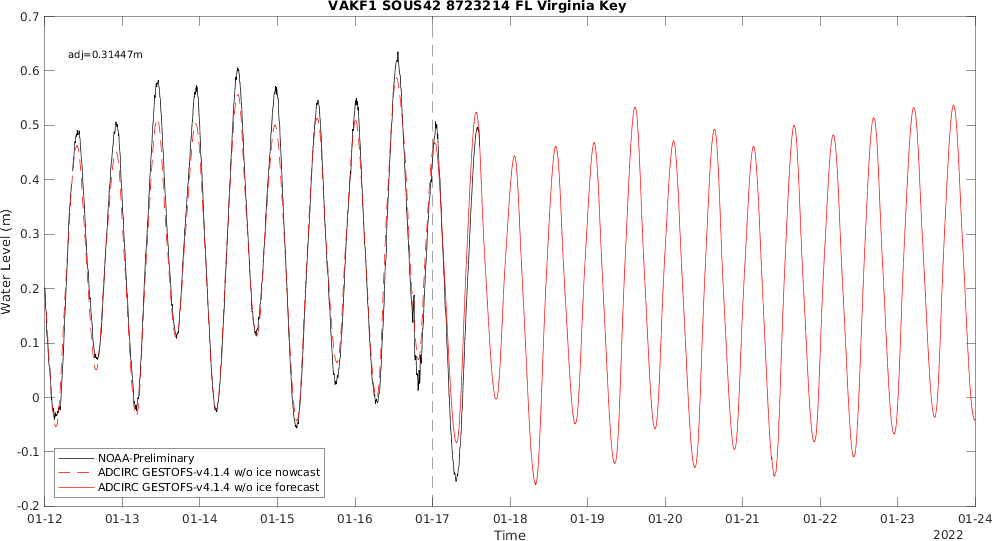 VAKF1 SOUS42 8723214 FL Virginia Key
0.7
0.6
0.5
0.4
0.3
0.2
0.1
0
-0.1
-0.2
Water Level (m)
adj=0.31447m
NOAA-Preliminary
ADCIRC GESTOFS-v4.1.4 w/o ice nowcast
ADCIRC GESTOFS-v4.1.4 w/o ice forecast
01-12 01-13 01-14 01-15 01-16 01-17 01-18 01-19 01-20 01-21 01-22 01-23 01-24
Time
2022